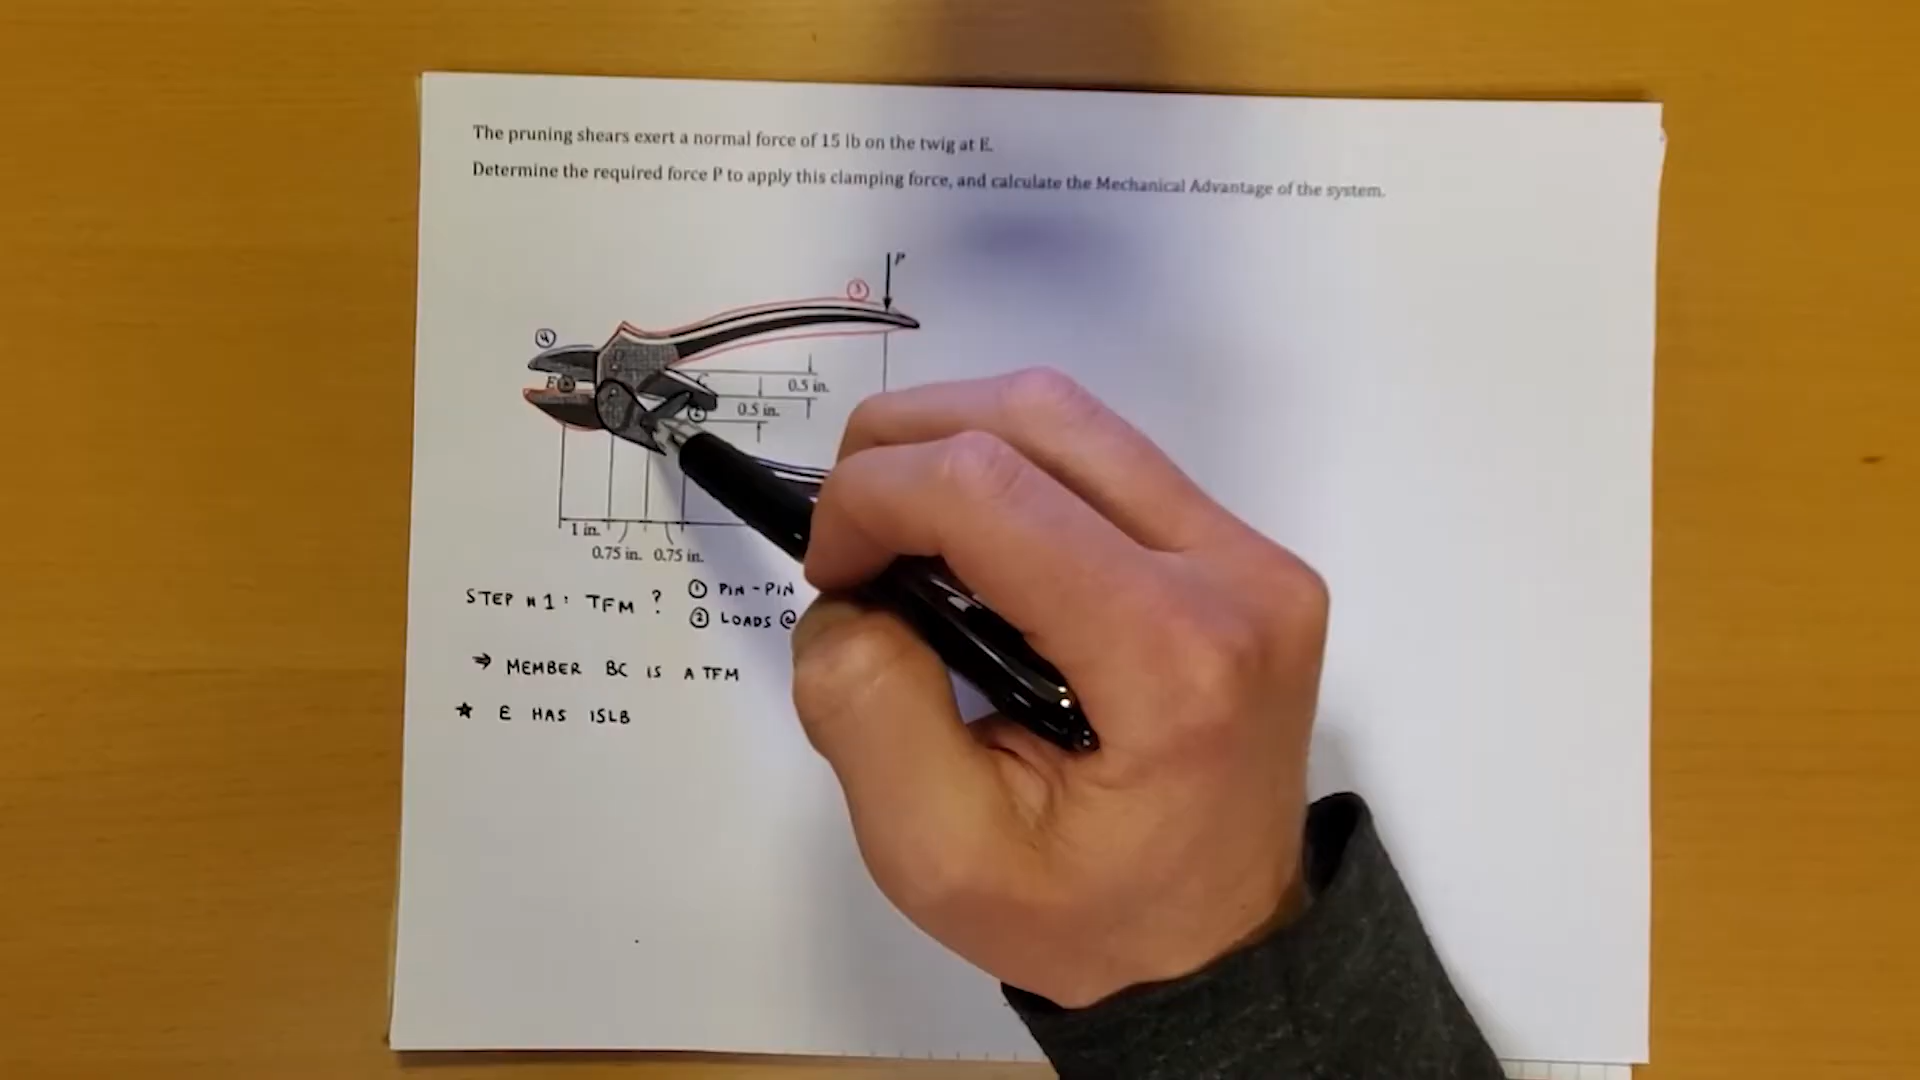 The pruning shears exert a normal force of 15 lb on the twig at E.
Determine the required force P to apply this clamping force, and calculate the Mechanical Advantage of the system.
P
③
④
E
0.5 in.
0.5 in.
1 in.
0.75 in. 0.75 in.
STEP #1: TFM ? ① PIN-PIN
② LOADS @
⇒ MEMBER BC IS A TFM
★ E HAS 15LB